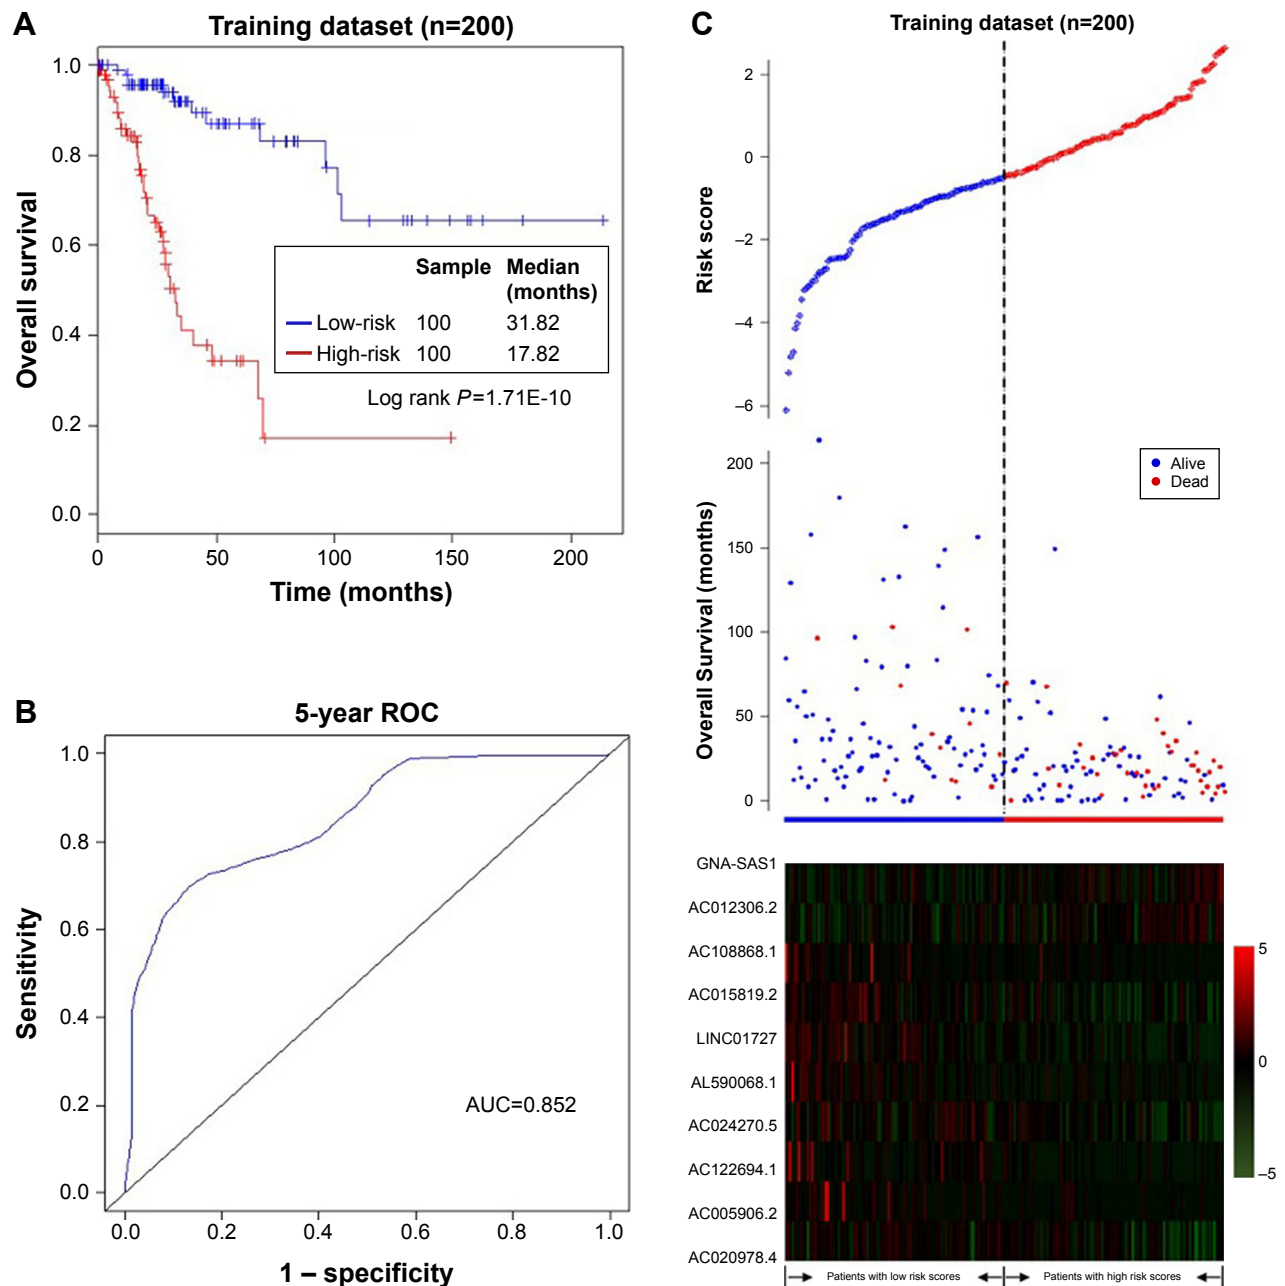 A
Training dataset (n=200)
1.0
0.8
0.6
0.4
0.2
0.0
Overall survival
0
50
100
150
200
Time (months)
Sample Median
(months)
Low-risk 100 31.82
High-risk 100 17.82
Log rank P=1.71E-10
B
5-year ROC
1.0
0.8
0.6
0.4
0.2
0.0
Sensitivity
0.0
0.2
0.4
0.6
0.8
1.0
1 – specificity
AUC=0.852
C
Training dataset (n=200)
2
0
–2
–4
–6
Risk score
200
150
100
50
0
Overall Survival (months)
Alive
Dead
GNA-SAS1
AC012306.2
AC108868.1
AC015819.2
LINC01727
AL590068.1
AC024270.5
AC122694.1
AC005906.2
AC020978.4
5
0
–5
Patients with low risk scores
Patients with high risk scores